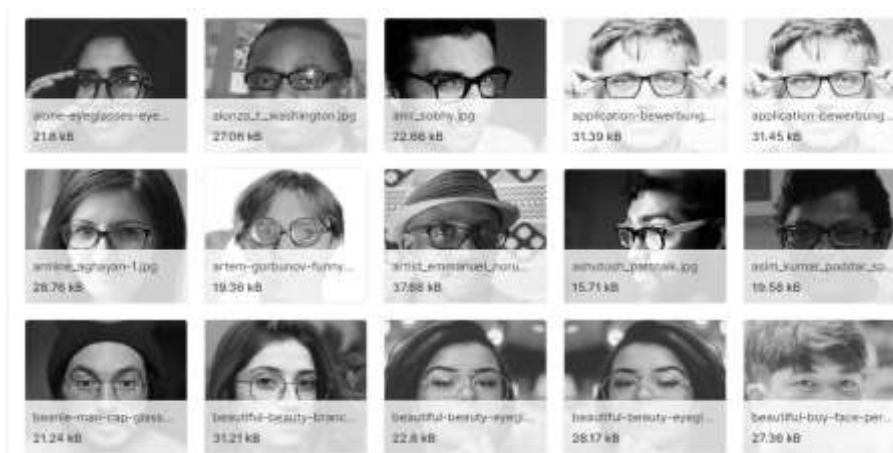 alone-eyeglasses-eye...
21.8 kB
alonzo_t_washington.jpg
27.06 kB
amr_sobhy.jpg
22.66 kB
application-bewerbung...
31.39 kB
application-bewerbung...
31.45 kB
armine_aghayan-1.jpg
28.76 kB
artem-gorbunov-funny...
19.36 kB
artist_emmanuel_noru...
37.68 kB
ashutosh_patnaik.jpg
15.71 kB
asim_kumar_poddar_sp...
19.58 kB
beanie-man-cap-glass...
21.24 kB
beautiful-beauty-branc...
31.21 kB
beautiful-beauty-eyegl...
22.8 kB
beautiful-beauty-eyegl...
28.17 kB
beautiful-boy-face-per...
27.36 kB